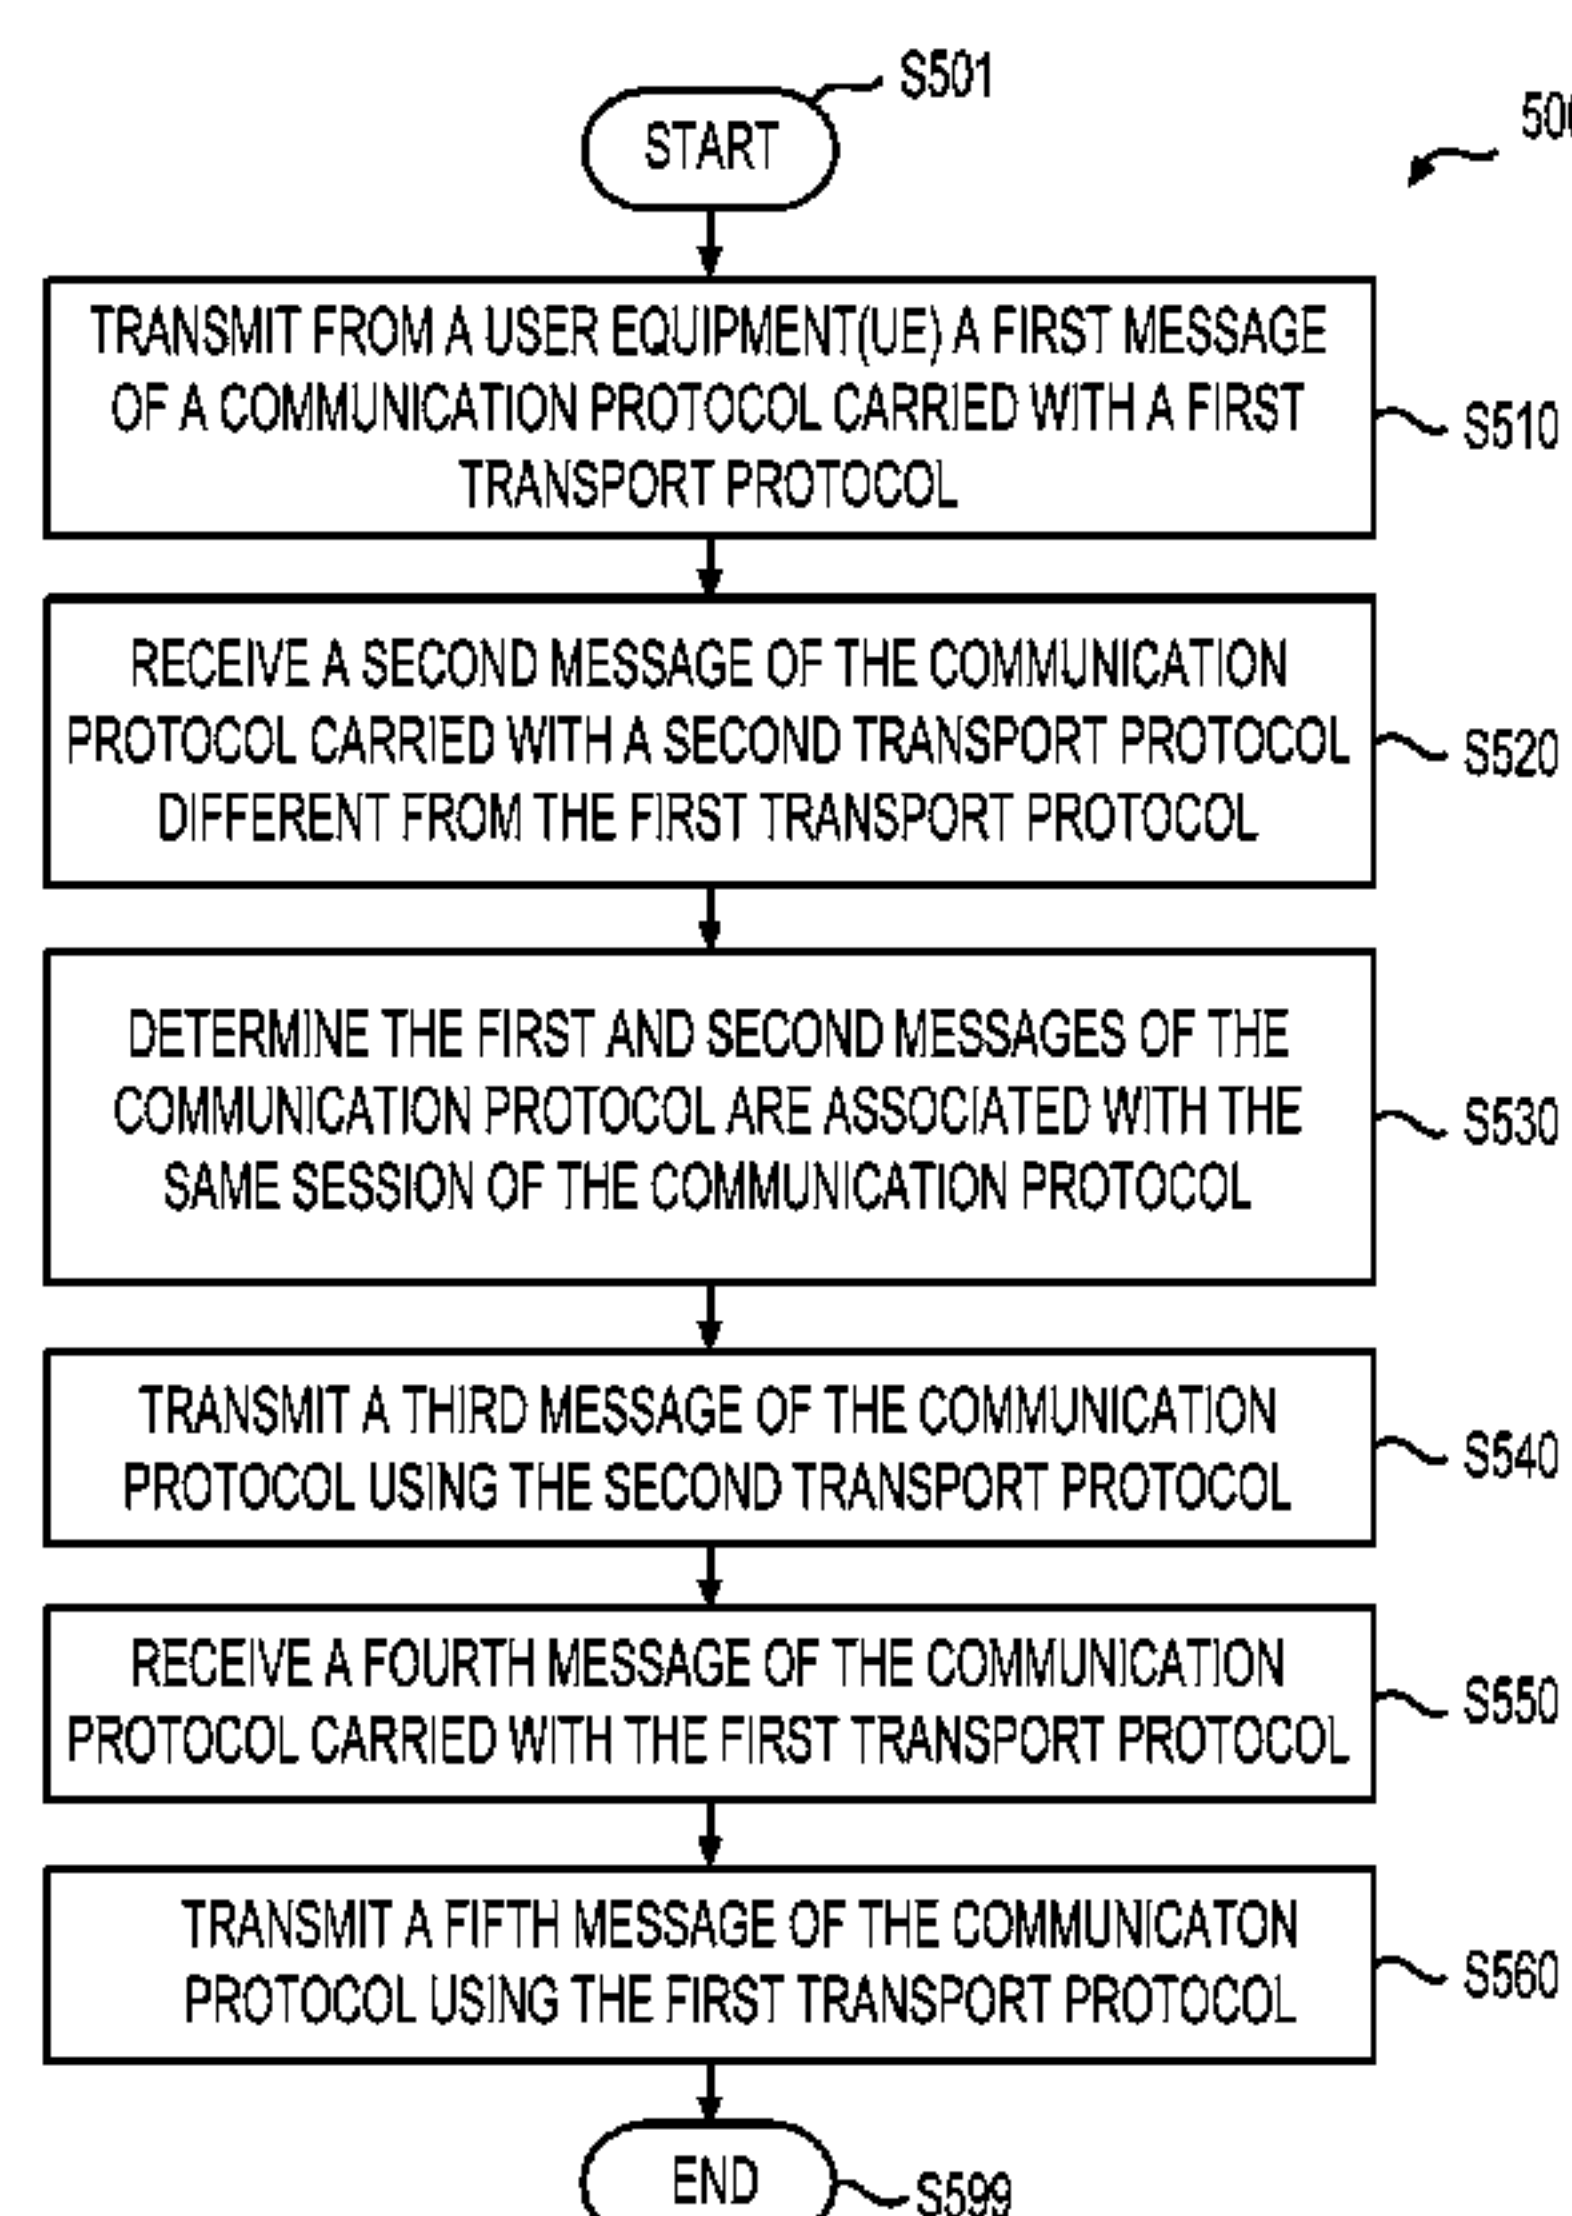 S501
START
TRANSMIT FROM A USER EQUIPMENT(UE) A FIRST MESSAGE
OF A COMMUNICATION PROTOCOL CARRIED WITH A FIRST
TRANSPORT PROTOCOL
S510
RECEIVE A SECOND MESSAGE OF THE COMMUNICATION
PROTOCOL CARRIED WITH A SECOND TRANSPORT PROTOCOL
DIFFERENT FROM THE FIRST TRANSPORT PROTOCOL
S520
DETERMINE THE FIRST AND SECOND MESSAGES OF THE
COMMUNICATION PROTOCOL ARE ASSOCIATED WITH THE
SAME SESSION OF THE COMMUNICATION PROTOCOL
S530
TRANSMIT A THIRD MESSAGE OF THE COMMUNICATION
PROTOCOL USING THE SECOND TRANSPORT PROTOCOL
S540
RECEIVE A FOURTH MESSAGE OF THE COMMUNICATION
PROTOCOL CARRIED WITH THE FIRST TRANSPORT PROTOCOL
S550
TRANSMIT A FIFTH MESSAGE OF THE COMMUNICATON
PROTOCOL USING THE FIRST TRANSPORT PROTOCOL
S560
END
S599